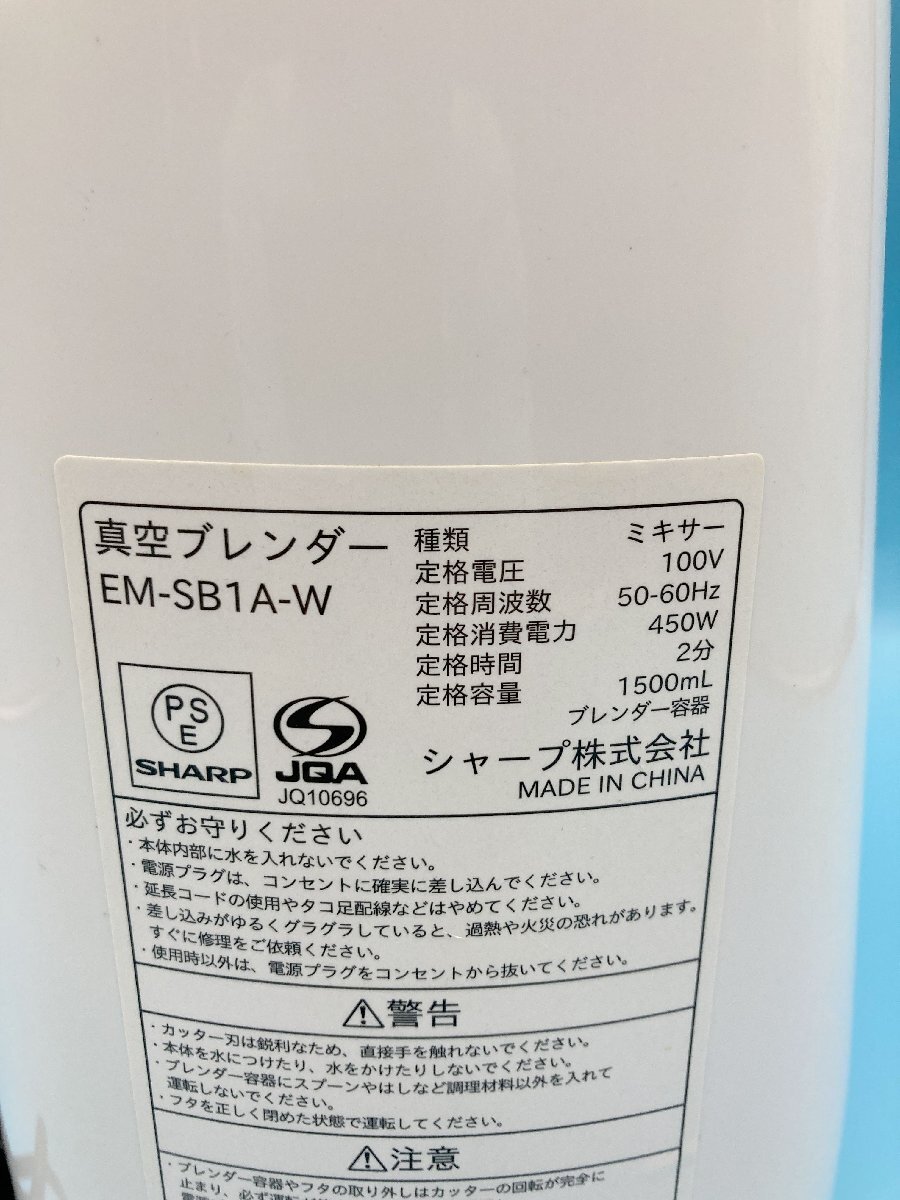 真空ブレンダー
EM-SB1A-W
種類 ミキサー
定格電圧 100V
定格周波数 50-60Hz
定格消費電力 450W
定格時間 2分
定格容量 1500mL
ブレンダー容器
PS
E
SHARP
JQA
JQ10696
シャープ株式会社
MADE IN CHINA
必ずお守りください
・本体内部に水を入れないでください。
・電源プラグは、コンセントに確実に差し込んでください。
・延長コードの使用やタコ足配線などはやめてください。
・差し込みがゆるくグラグラしていると、過熱や火災の恐れがあります。
すぐに修理をご依頼ください。
・使用時以外は、電源プラグをコンセントから抜いてください。
⚠警告
・カッター刃は鋭利なため、直接手を触れないでください。
・本体を水につけたり、水をかけたりしないでください。
・ブレンダー容器にスプーンやはしなど調理材料以外を入れて
運転しないでください。
・フタを正しく閉めた状態で運転してください。
⚠注意
・ブレンダー容器やフタの取り外しはカッターの回転が完全に
止まり、必ず運転が